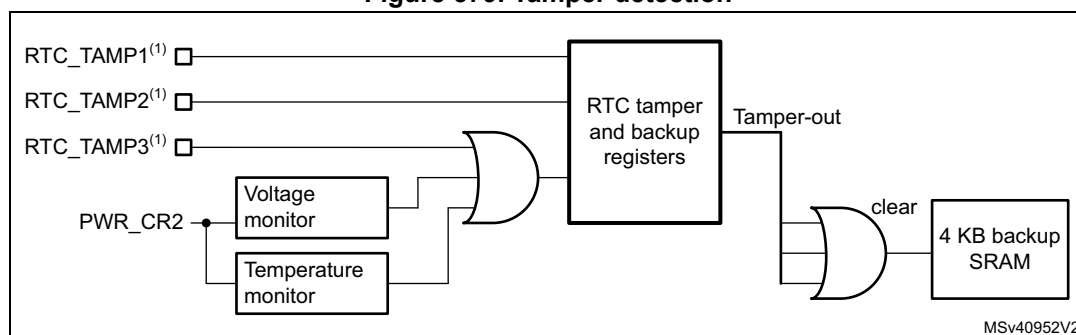 RTC_TAMP1(1)
RTC_TAMP2(1)
RTC_TAMP3(1)
PWR_CR2
Voltage
monitor
Temperature
monitor
RTC tamper
and backup
registers
Tamper-out
clear
4 KB backup
SRAM
MSv40952V2